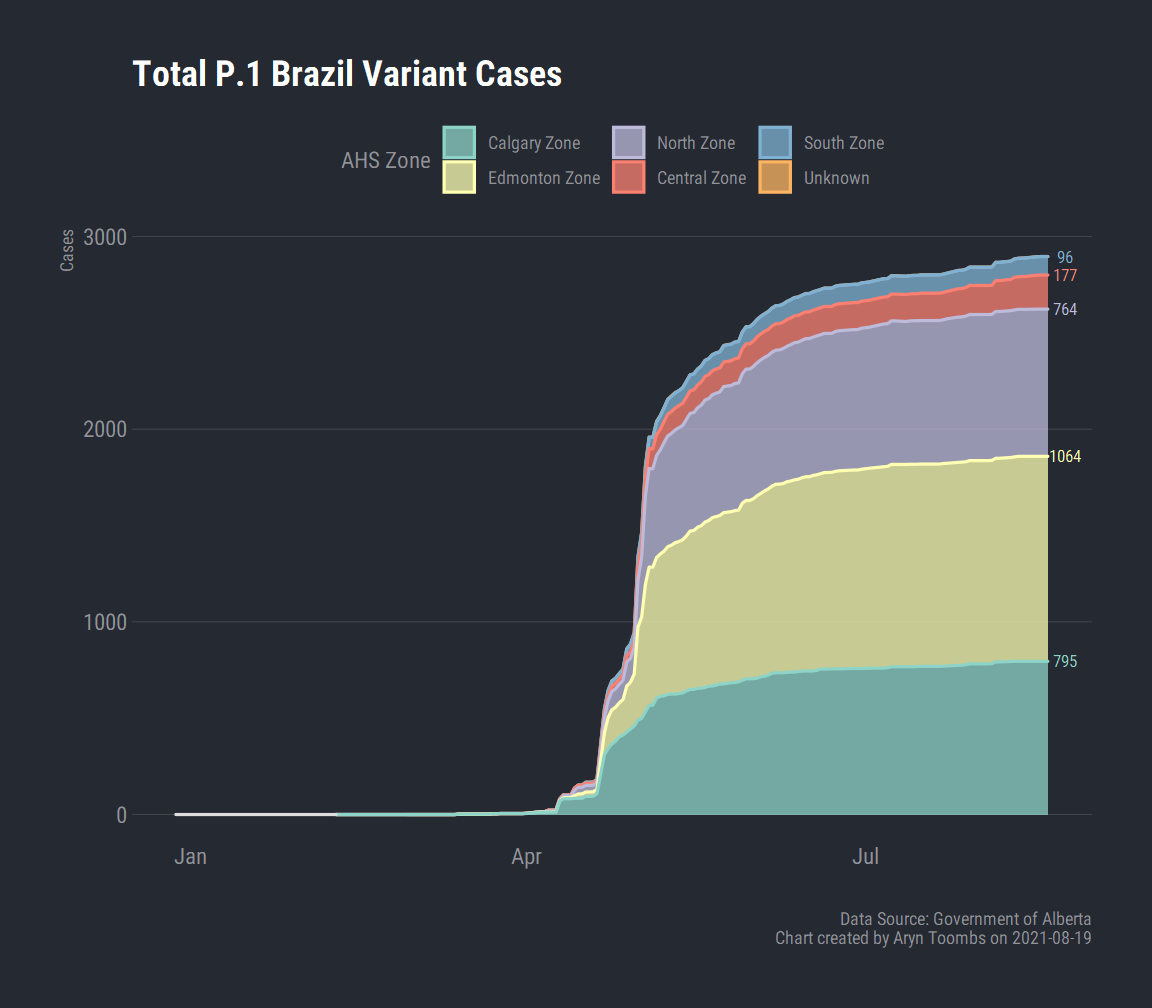 Total P.1 Brazil Variant Cases
AHS Zone
Calgary Zone
North Zone
South Zone
Edmonton Zone
Central Zone
Unknown
Cases
3000
2000
1000
0
96
177
764
1064
795
Jan
Apr
Jul
Data Source: Government of Alberta
Chart created by Aryn Toombs on 2021-08-19